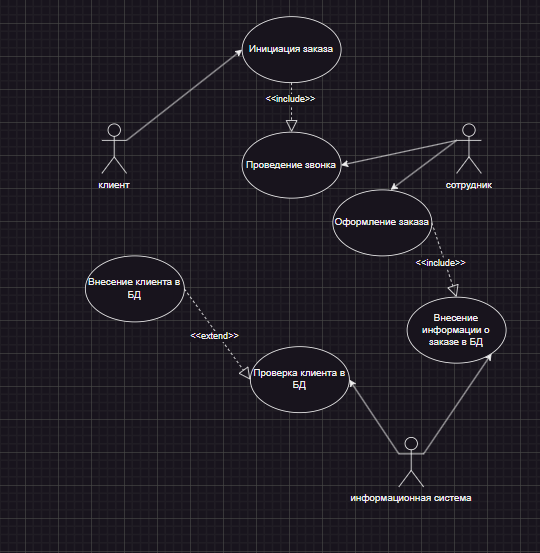 Инициация заказа
<<include>>
Проведение звонка
клиент
сотрудник
Оформление заказа
<<include>>
Внесение клиента в
БД
Внесение
информации о
заказе в БД
<<extend>>
Проверка клиента в
БД
информационная система